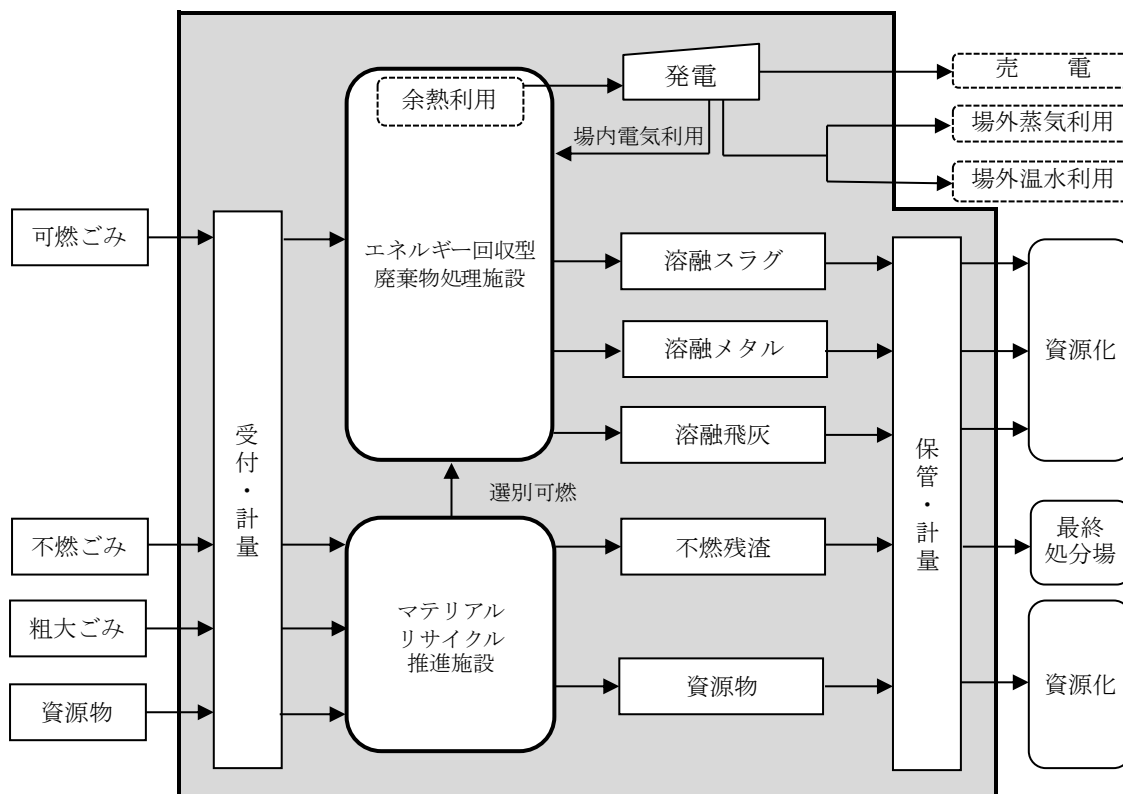 売　　電
発電
余熱利用
場外蒸気利用
場内電気利用
場外温水利用
可燃ごみ
エネルギー回収型
廃棄物処理施設
溶融スラグ
溶融メタル
資源化
溶融飛灰
受付・計量
保管・計量
選別可燃
不燃ごみ
不燃残渣
最終
処分場
粗大ごみ
マテリアル
リサイクル
推進施設
資源物
資源物
資源化